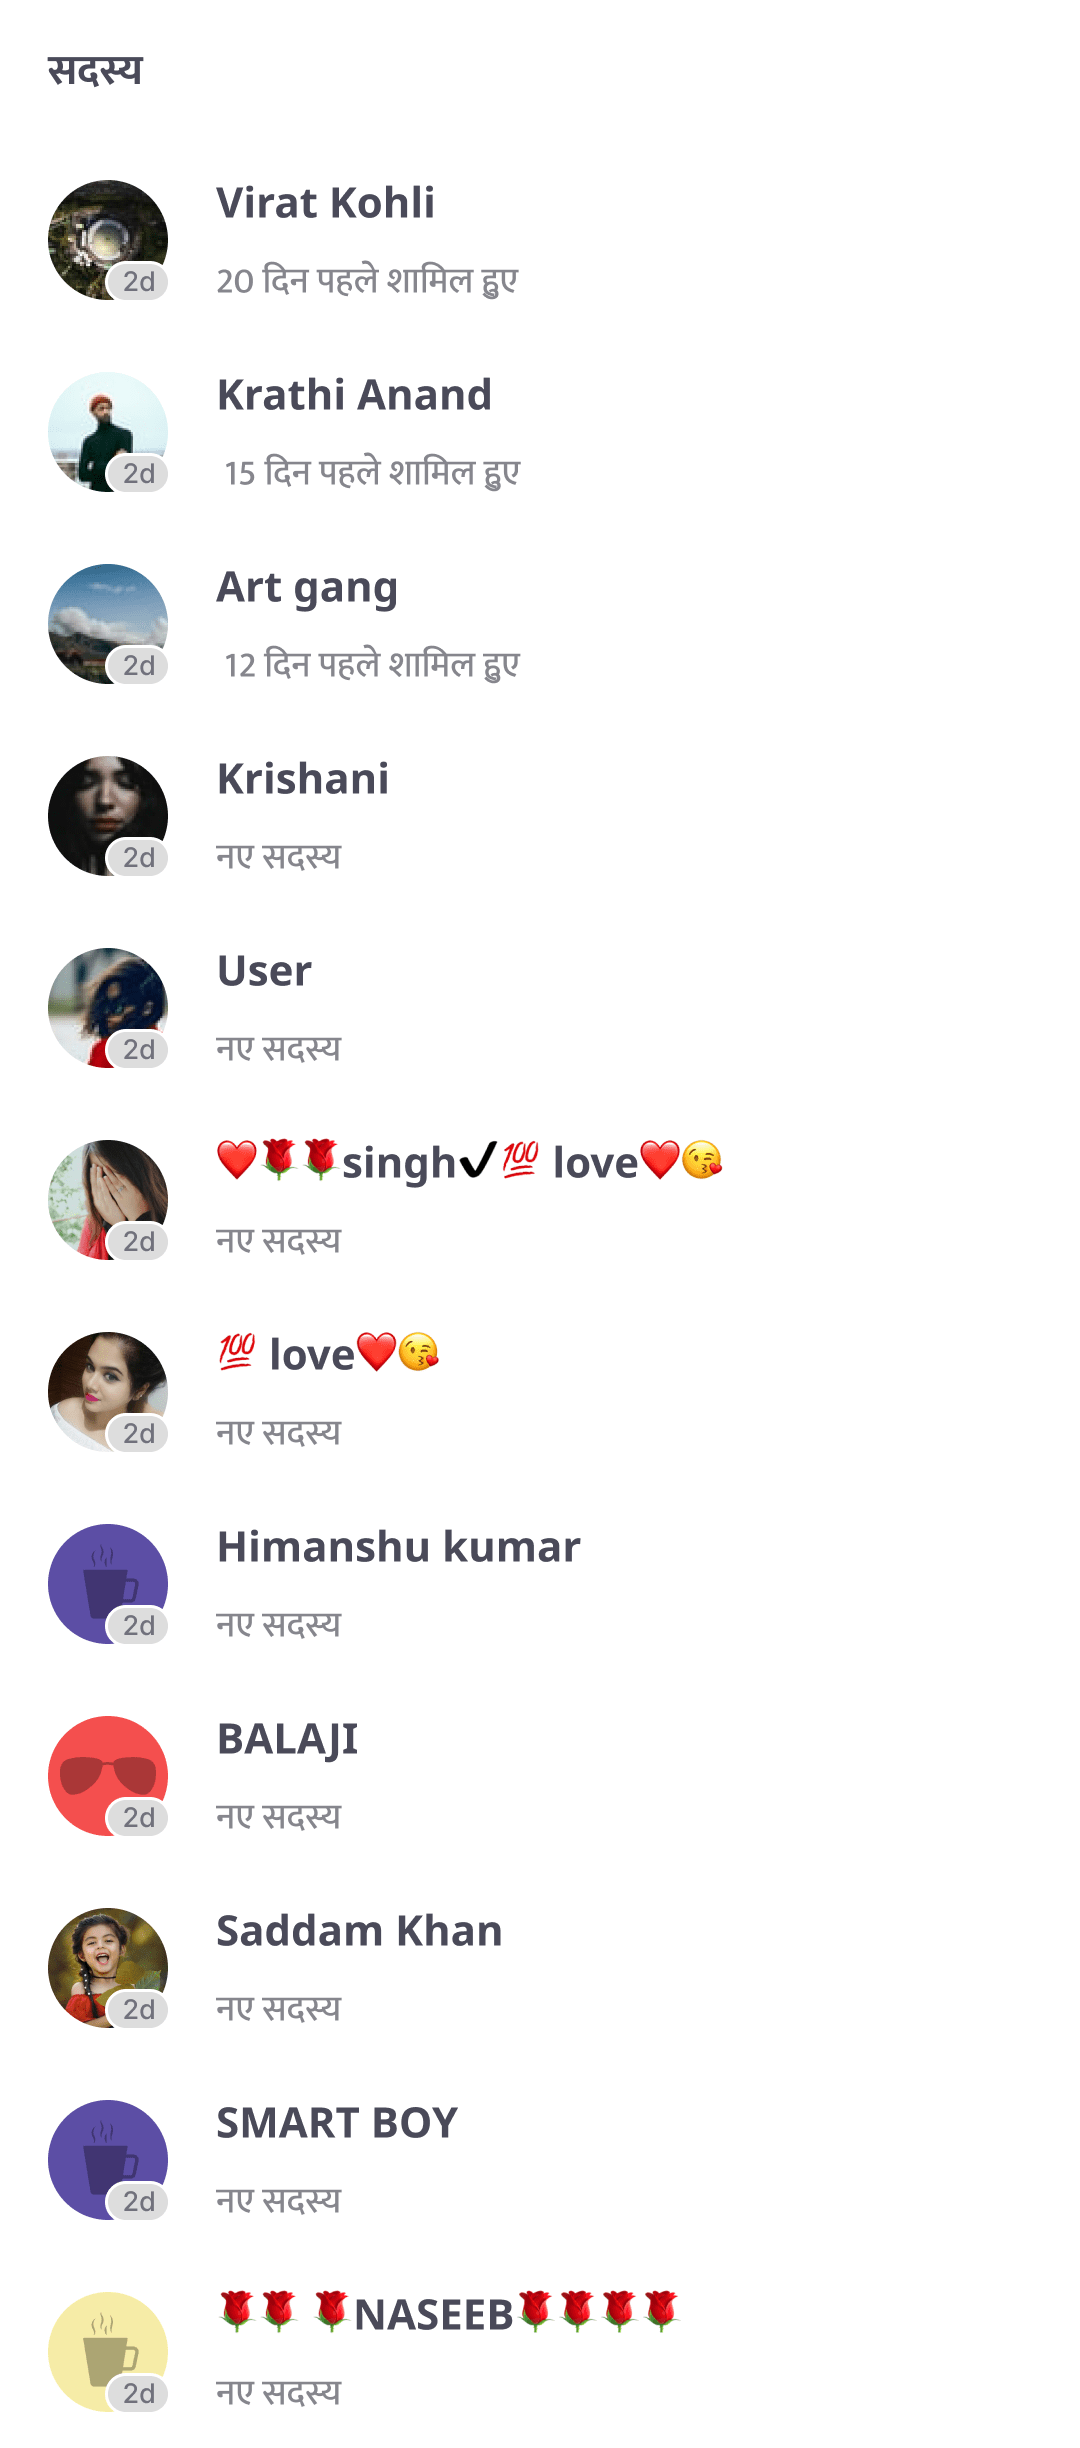 सदस्य
Virat Kohli
2d
20 दिन पहले शामिल हुए
Krathi Anand
2d
15 दिन पहले शामिल हुए
Art gang
2d
12 दिन पहले शामिल हुए
Krishani
2d
नए सदस्य
User
2d
नए सदस्य
❤️🌹🌹singh✔️💯 love❤️😘
2d
नए सदस्य
💯 love❤️😘
2d
नए सदस्य
Himanshu kumar
2d
नए सदस्य
BALAJI
2d
नए सदस्य
Saddam Khan
2d
नए सदस्य
SMART BOY
2d
नए सदस्य
🌹🌹 🌹NASEEB🌹🌹🌹🌹
2d
नए सदस्य